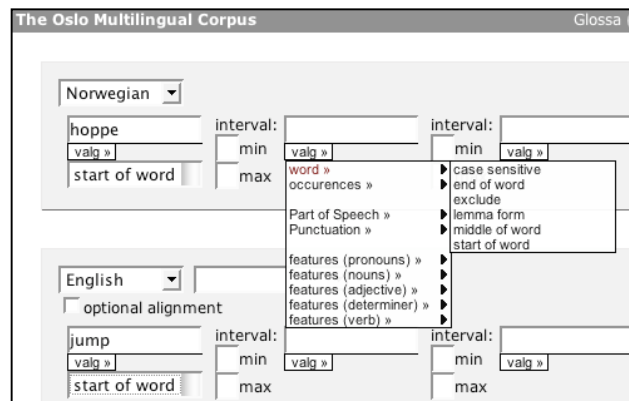 The Oslo Multilingual Corpus Glossa (
Norwegian
hoppe interval: interval:
valg » min valg » min valg »
start of word max
word » case sensitive
occurences » end of word
exclude
Part of Speech » lemma form
Punctuation » middle of word
start of word
features (pronouns) »
features (nouns) »
features (adjective) »
features (determiner) »
features (verb) »
English
optional alignment
jump interval: interval:
valg » min valg » min valg »
start of word max max